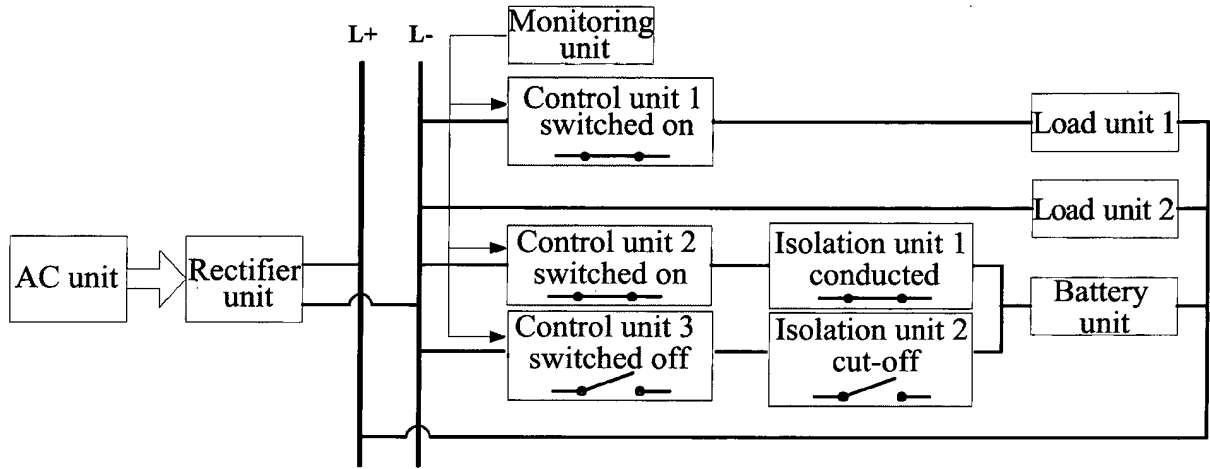 L+
L-
Monitoring
unit
Control unit 1
switched on
Load unit 1
Load unit 2
AC unit
Rectifier
unit
Control unit 2
switched on
Isolation unit 1
conducted
Battery
unit
Control unit 3
switched off
Isolation unit 2
cut-off